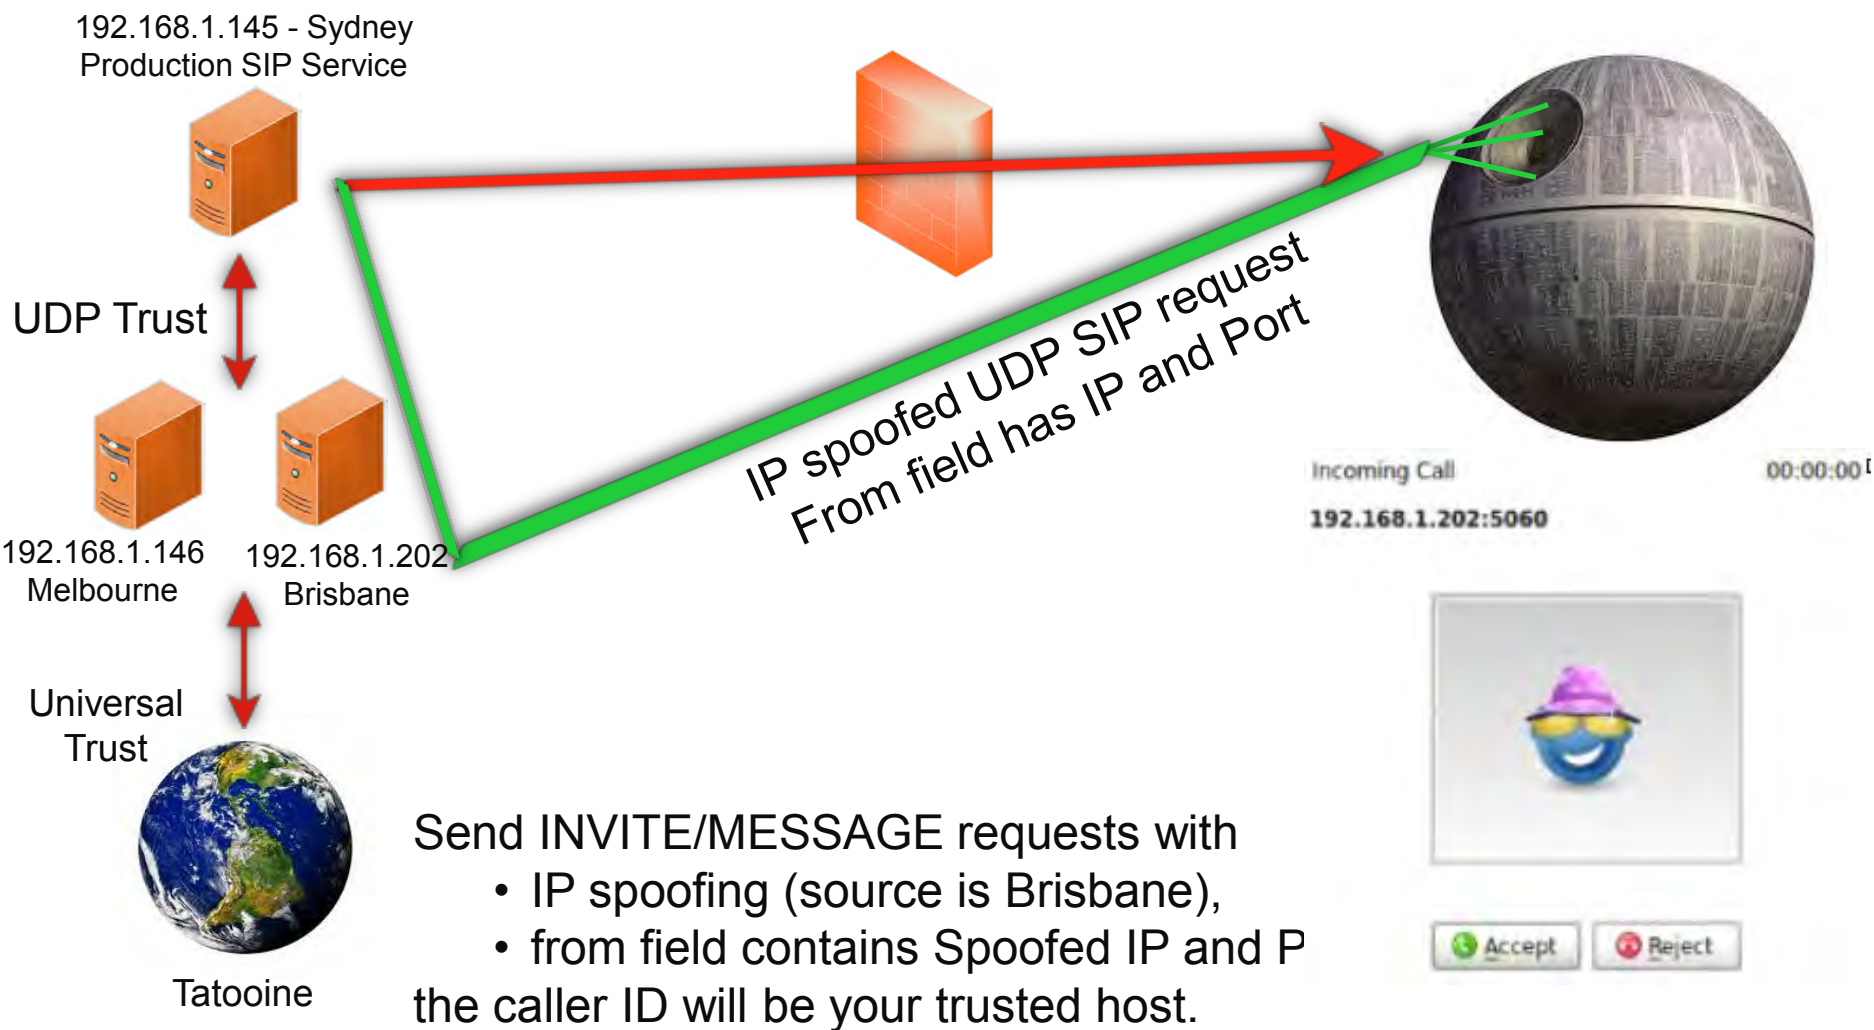 192.168.1.145 - Sydney
Production SIP Service
UDP Trust
192.168.1.146
Melbourne
192.168.1.202
Brisbane
Universal
Trust
Tatooine
IP spoofed UDP SIP request
From field has IP and Port
Incoming Call
00:00:00
192.168.1.202:5060
Accept
Reject
Send INVITE/MESSAGE requests with
• IP spoofing (source is Brisbane),
• from field contains Spoofed IP and P
the caller ID will be your trusted host.